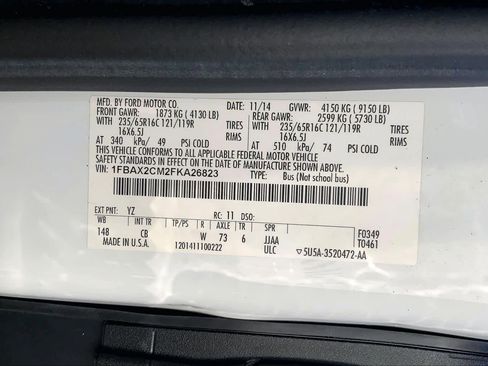 MFD. BY FORD MOTOR CO. DATE: 11/14 GVWR: 4150 KG ( 9150 LB)
FRONT GAWR: 1873 KG ( 4130 LB) REAR GAWR: 2599 KG ( 5730 LB)
WITH 235/65R16C 121/119R TIRES WITH 235/65R16C 121/119R TIRES
16X6.5J RIMS 16X6.5J RIMS
AT 340 kPa/ 49 PSI COLD AT 510 kPa/ 74 PSI COLD
THIS VEHICLE CONFORMS TO ALL APPLICABLE FEDERAL MOTOR VEHICLE
SAFETY STANDARDS IN EFFECT ON THE DATE OF MANUFACTURE SHOWN ABOVE.
VIN: 1FBAX2CM2FKA26823 TYPE: Bus (Not school bus)
EXT PNT: YZ RC: 11 DSO:
WB INT TR TP/PS R AXLE TR SPR F0349
148 CB W 73 6 JJAA T0461
MADE IN U.S.A. 1201411100222 ULC ▽5U5A-3520472-AA